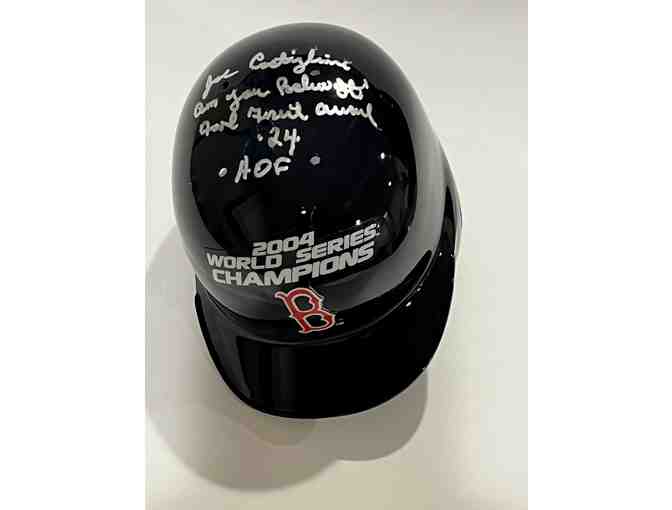 Joe Castiglione
Can you Believe It?
Ford Frick Award
'24
• HOF •
2004
WORLD SERIES
CHAMPIONS
B